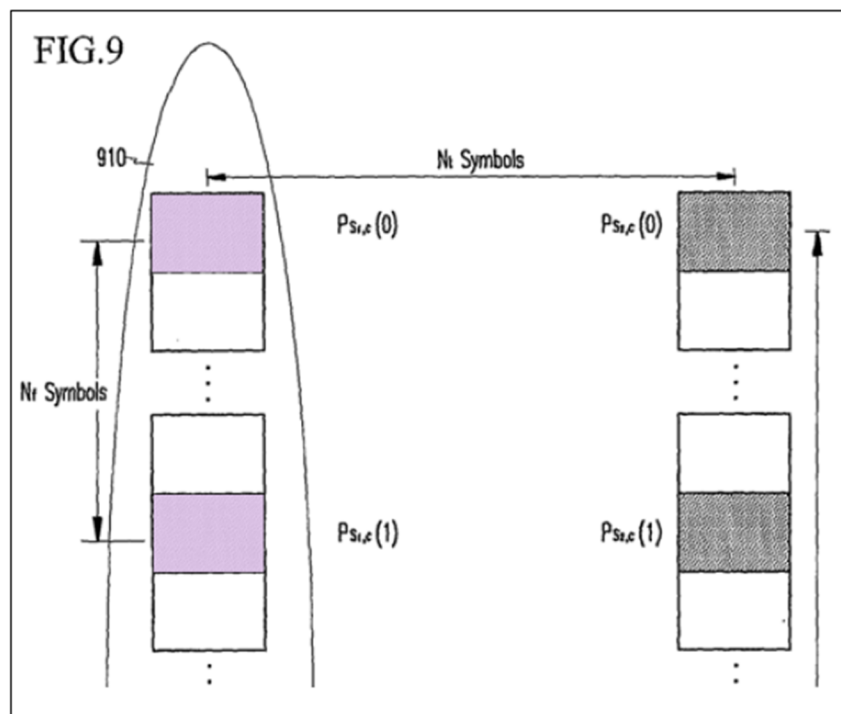 FIG.9
910
Nt Symbols
PS₁,c(0)
PS₂,c(0)
Nf Symbols
PS₁,c(1)
PS₂,c(1)